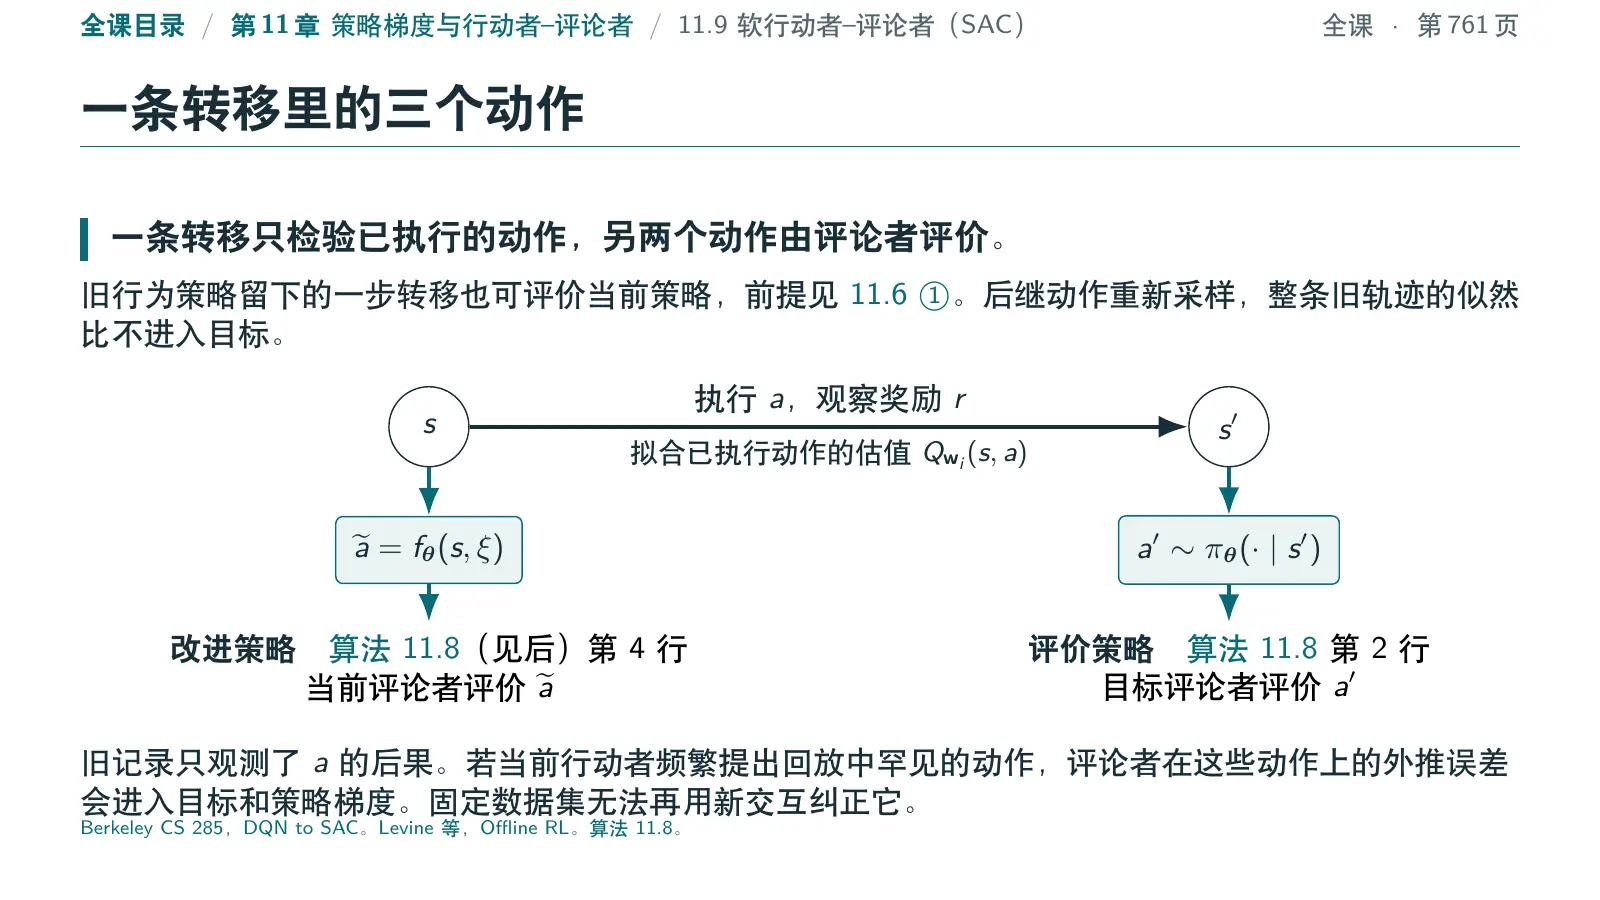 全课目录 / 第 11 章 策略梯度与行动者–评论者 / 11.9 软行动者–评论者（SAC）
全课 · 第 761 页
一条转移里的三个动作
一条转移只检验已执行的动作，另两个动作由评论者评价。
旧行为策略留下的一步转移也可评价当前策略，前提见 11.6 ①。后继动作重新采样，整条旧轨迹的似然
比不进入目标。
执行 a，观察奖励 r
s
s′
拟合已执行动作的估值 Q_{𝐰_i}(s, a)
ã = f_𝛉(s, ξ)
a′ ∼ π_𝛉(· | s′)
改进策略 算法 11.8（见后）第 4 行
当前评论者评价 ã
评价策略 算法 11.8 第 2 行
目标评论者评价 a′
旧记录只观测了 a 的后果。若当前行动者频繁提出回放中罕见的动作，评论者在这些动作上的外推误差
会进入目标和策略梯度。固定数据集无法再用新交互纠正它。
Berkeley CS 285，DQN to SAC。Levine 等，Offline RL。算法 11.8。